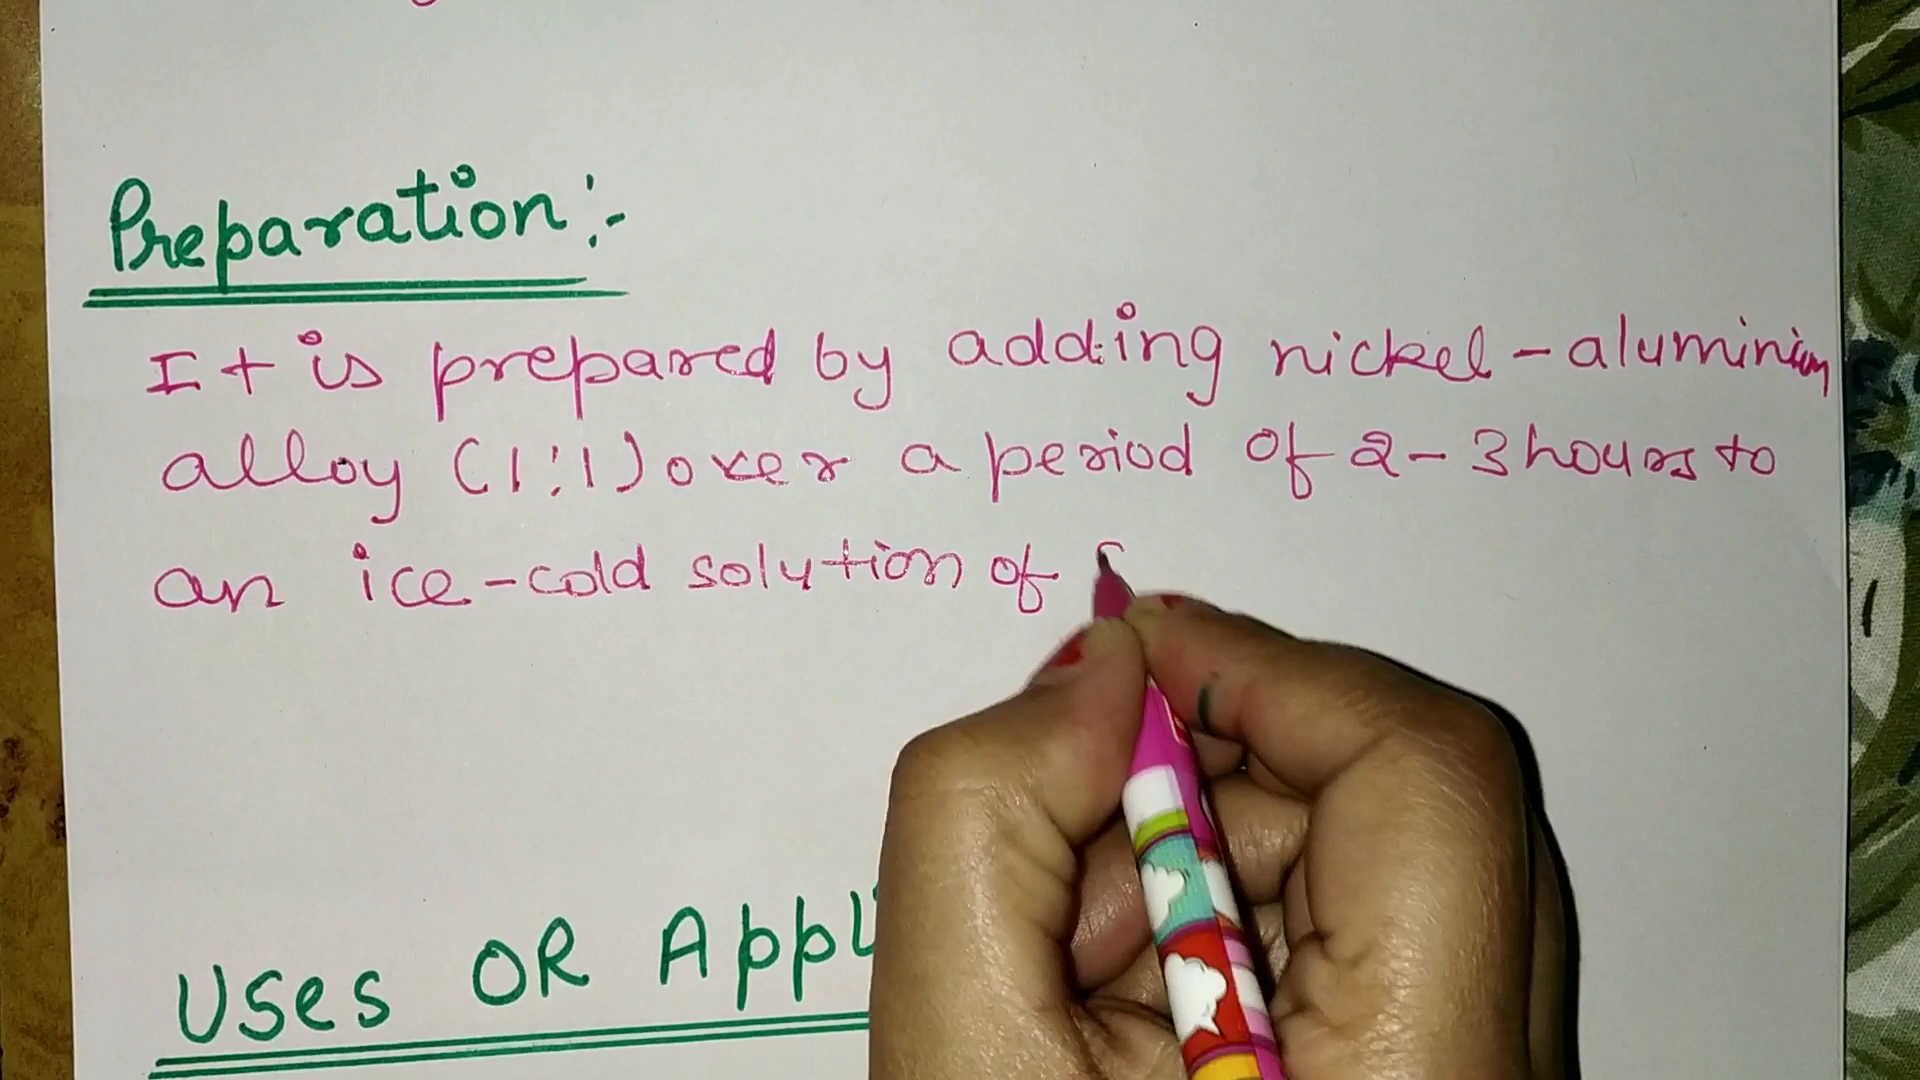 Preparation:-
It is prepared by adding nickel-aluminium
alloy (1:1) over a period of 2-3 hours to
an ice-cold solution of
Uses OR Appli